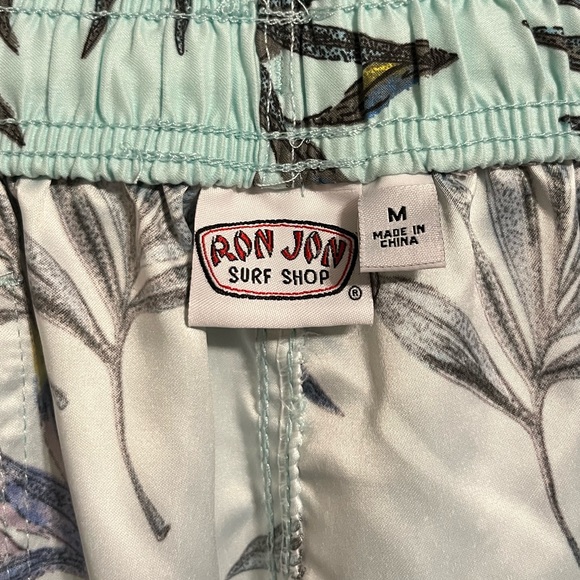 RON JON
SURF SHOP
®
M
MADE IN
CHINA